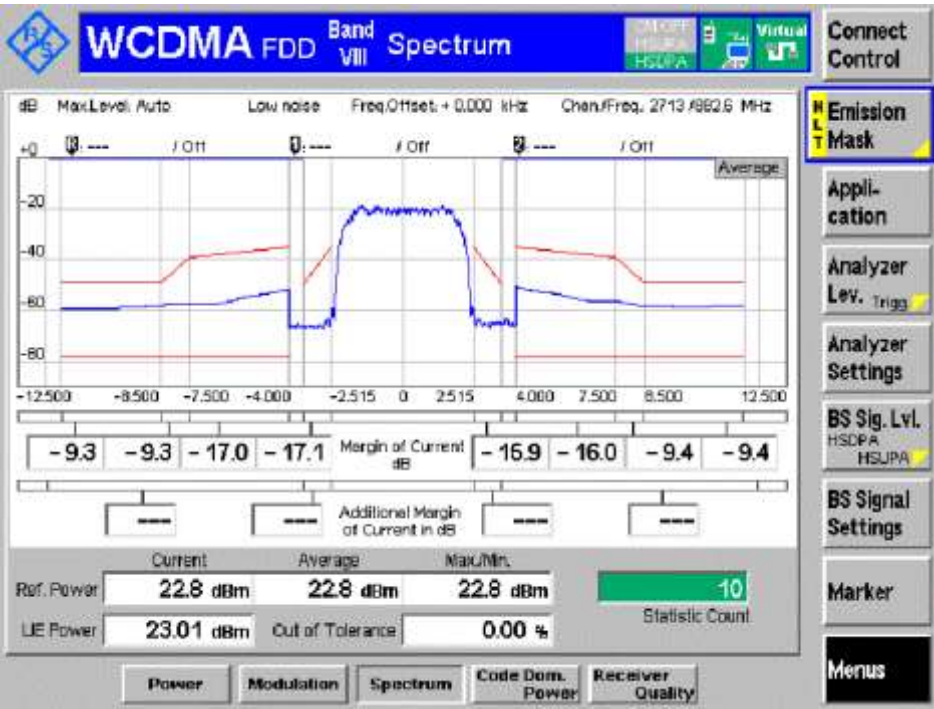 R S
WCDMA FDD Band VIII Spectrum
HSDPA
Virtual
Connect Control
dB Max.Level: Auto Low noise Freq.Offset: + 0.000 kHz Chan./Freq.: 2713 /882.6 MHz
Emission Mask
HLT
+0 --- / Off 1: --- / Off 2: --- / Off
Average
-20
-40
-60
-80
Appli-cation
Analyzer Lev. Trigg.
Analyzer Settings
-12.500 -8.500 -7.500 -4.000 -2.515 0 2.515 4.000 7.500 8.500 12.500
BS Sig. Lvl.
HSDPA
HSUPA
-9.3 -9.3 -17.0 -17.1 Margin of Current dB -15.9 -16.0 -9.4 -9.4
BS Signal Settings
--- --- Additional Margin of Current in dB --- ---
Current Average Max./Min.
Ref. Power 22.8 dBm 22.8 dBm 22.8 dBm 10
Statistic Count
UE Power 23.01 dBm Out of Tolerance 0.00 %
Marker
Menus
Power Modulation Spectrum Code Dom. Power Receiver Quality